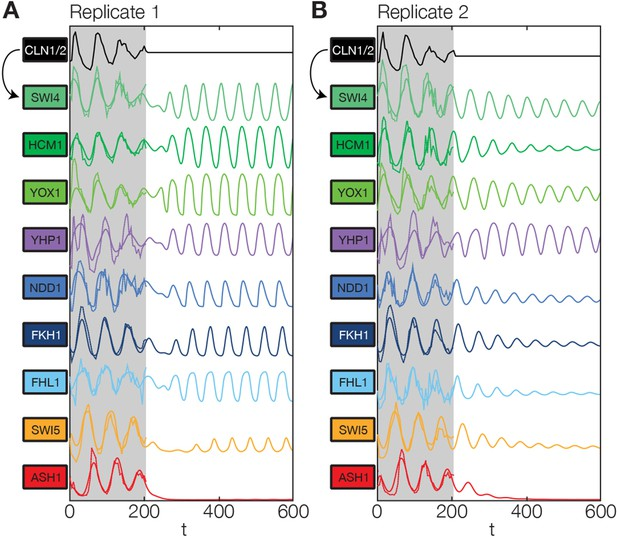 A Replicate 1
CLN1/2
SWI4
HCM1
YOX1
YHP1
NDD1
FKH1
FHL1
SWI5
ASH1
0 200 400 600
t
B Replicate 2
CLN1/2
SWI4
HCM1
YOX1
YHP1
NDD1
FKH1
FHL1
SWI5
ASH1
0 200 400 600
t